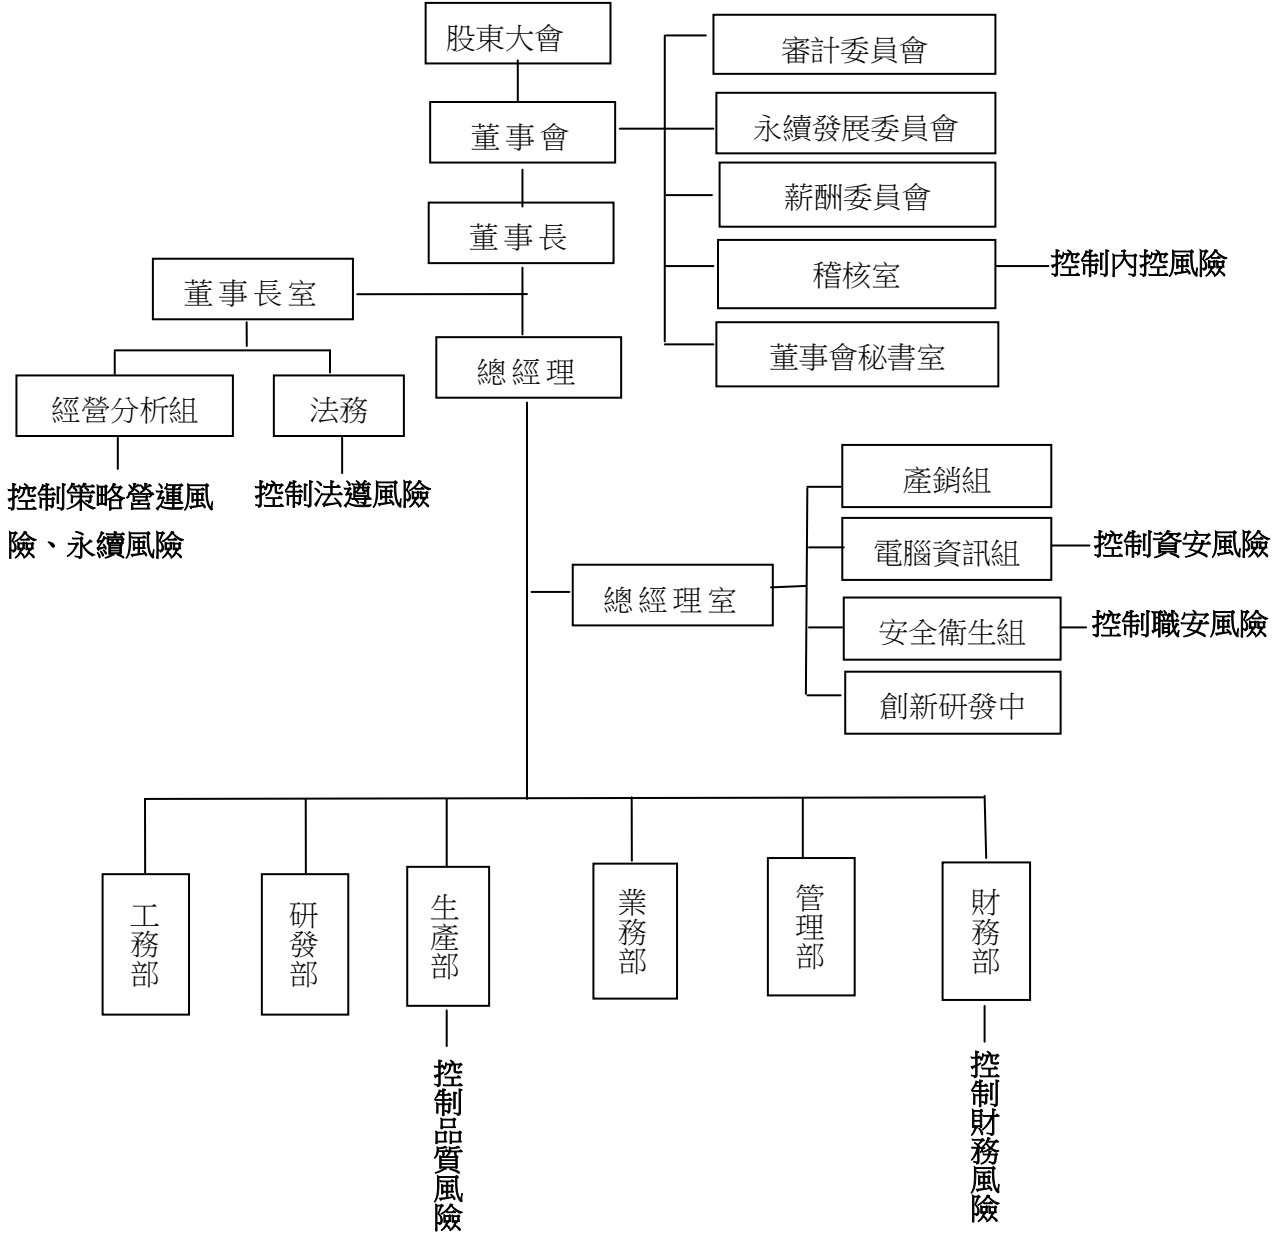 股東大會
審計委員會
董事會
永續發展委員會
薪酬委員會
董事長
稽核室
控制內控風險
董事長室
董事會秘書室
總經理
經營分析組
法務
控制策略營運風
險、永續風險
控制法遵風險
產銷組
電腦資訊組
控制資安風險
總經理室
安全衛生組
控制職安風險
創新研發中
工務部
研發部
生產部
業務部
管理部
財務部
控制品質風險
控制財務風險